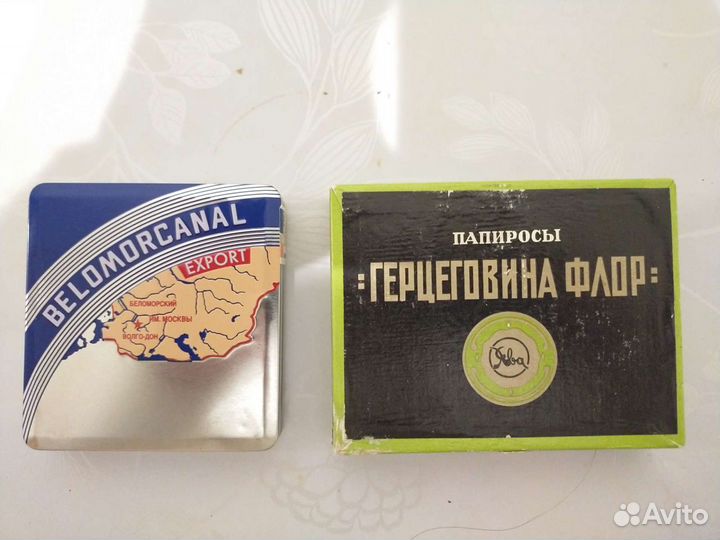 BELOMORCANAL
EXPORT
БЕЛОМОРСКИЙ
ИМ. МОСКВЫ
ВОЛГО-ДОН
ПАПИРОСЫ
"ГЕРЦЕГОВИНА ФЛОР"
Ява
Avito